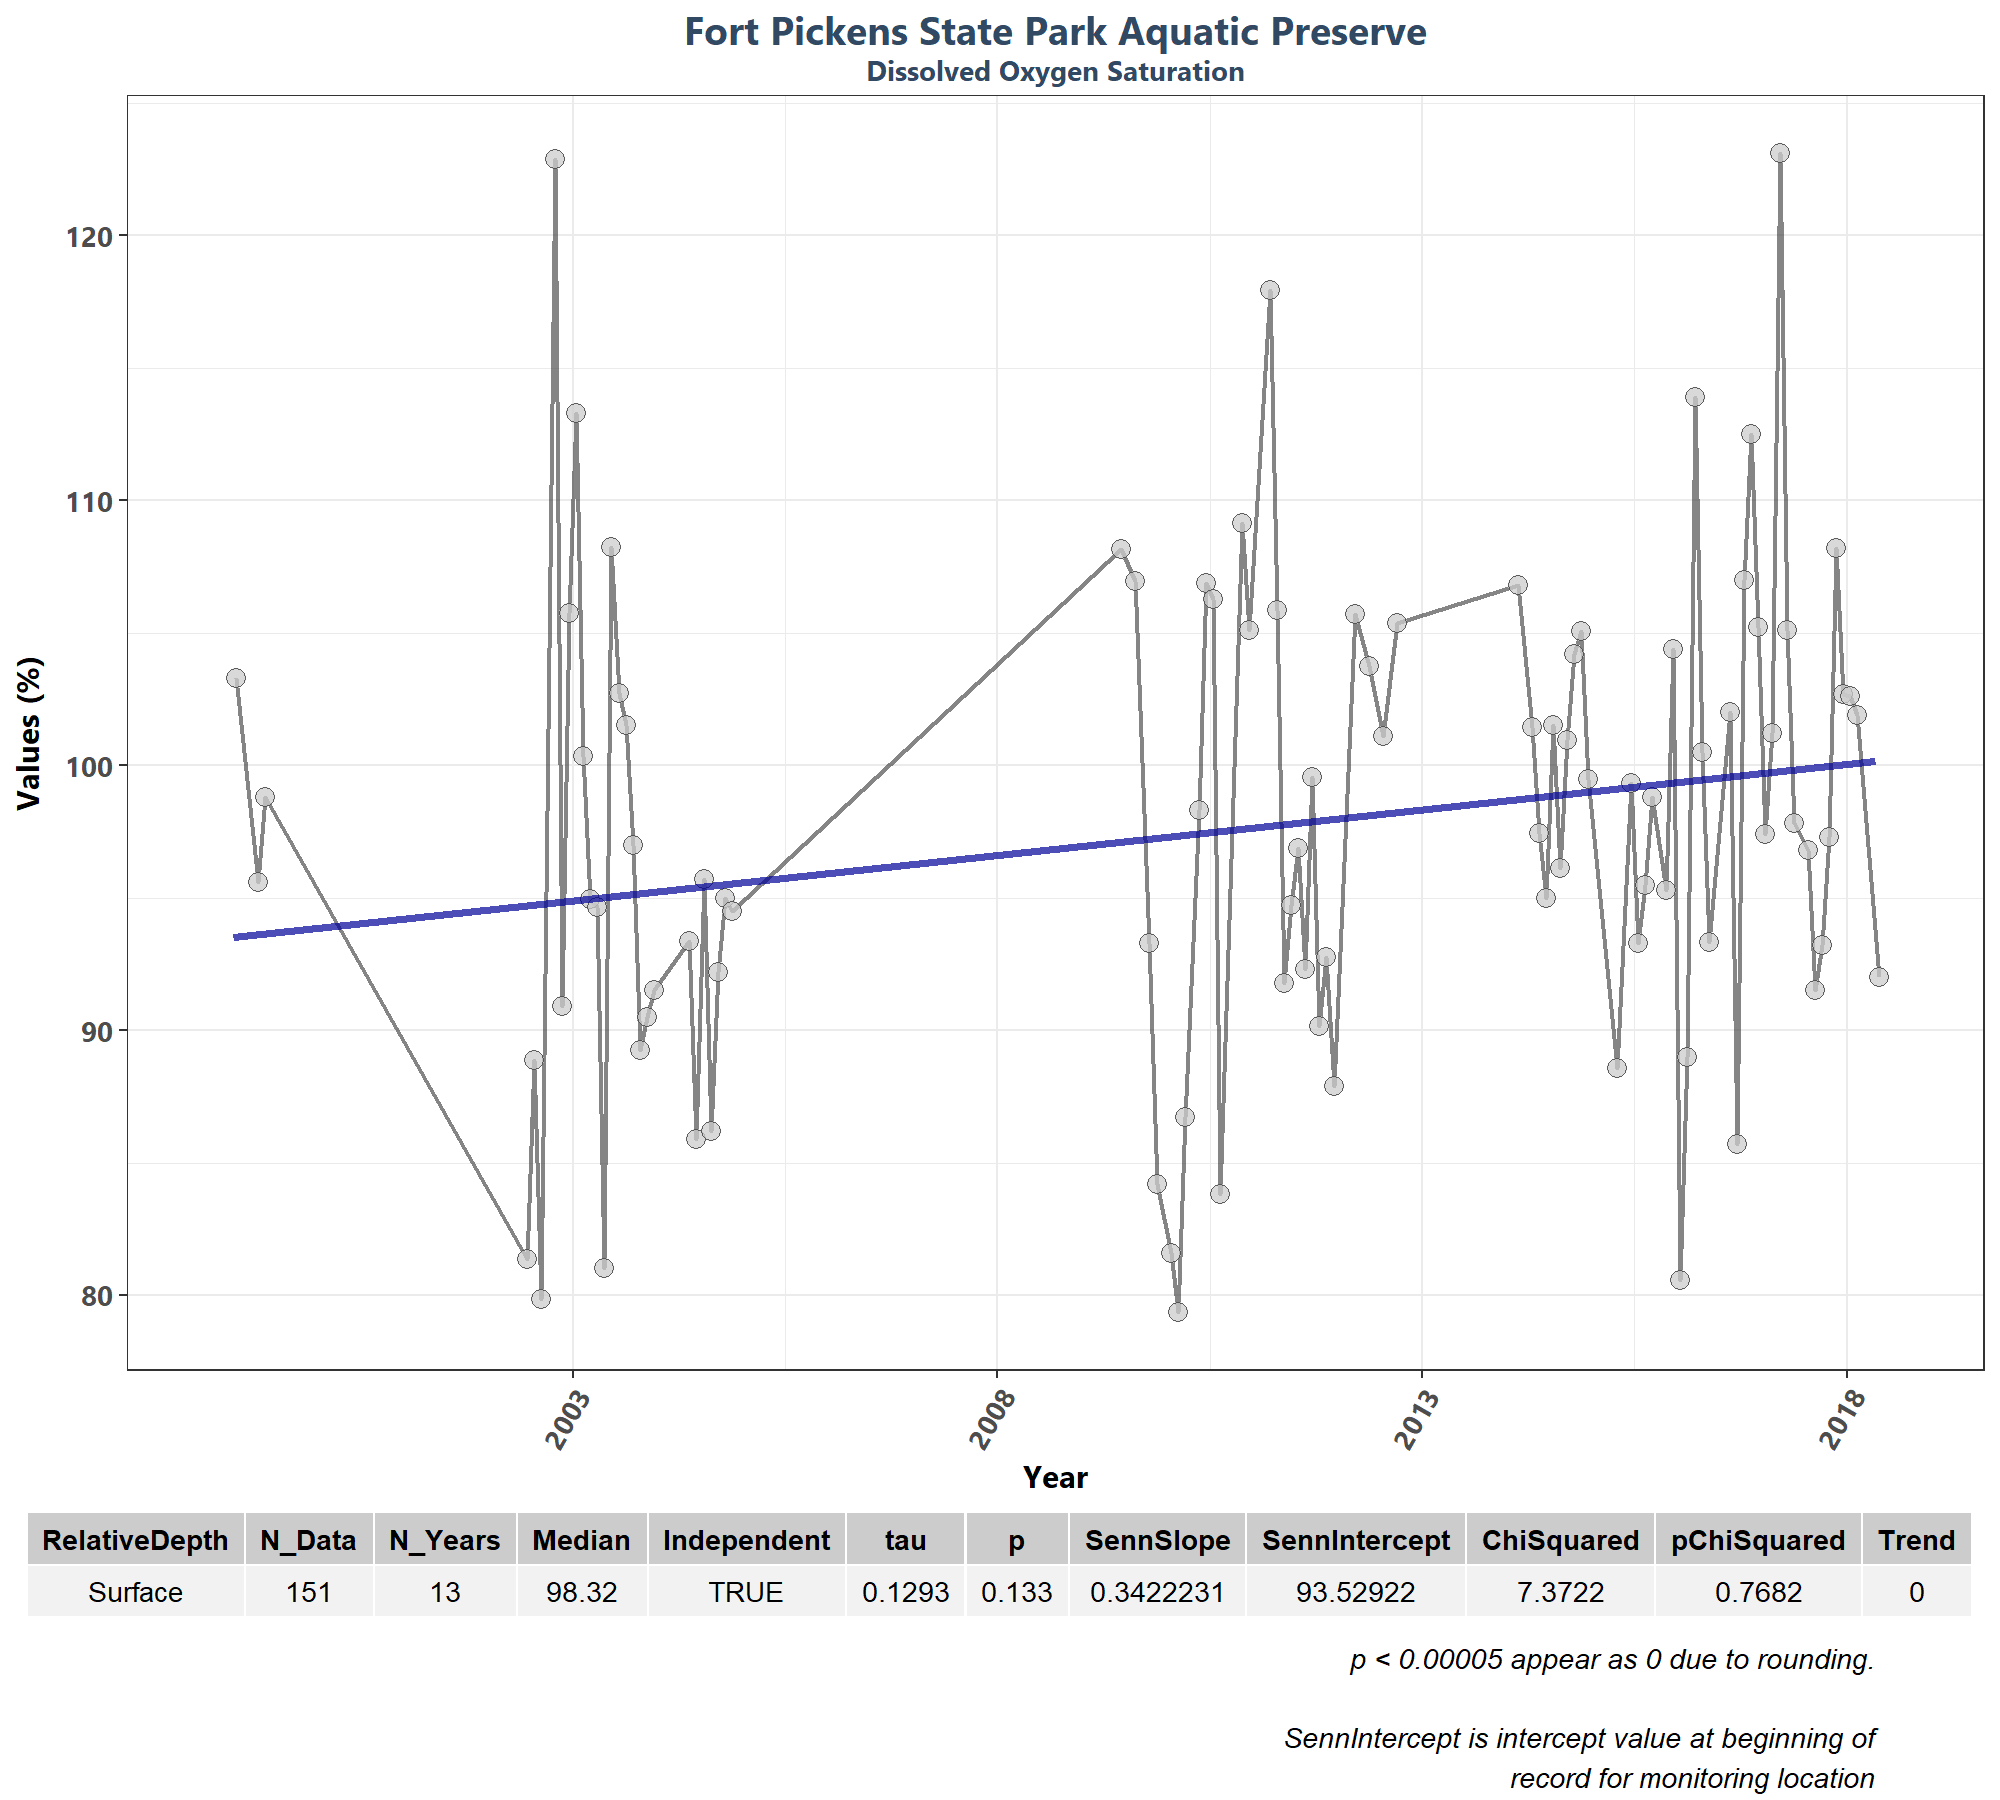 Fort Pickens State Park Aquatic Preserve
Dissolved Oxygen Saturation
Values (%)
120
110
100
90
80
2003
2008
2013
2018
Year
RelativeDepth N_Data N_Years Median Independent tau p SennSlope SennIntercept ChiSquared pChiSquared Trend
Surface 151 13 98.32 TRUE 0.1293 0.133 0.3422231 93.52922 7.3722 0.7682 0
p < 0.00005 appear as 0 due to rounding.
SennIntercept is intercept value at beginning of
record for monitoring location